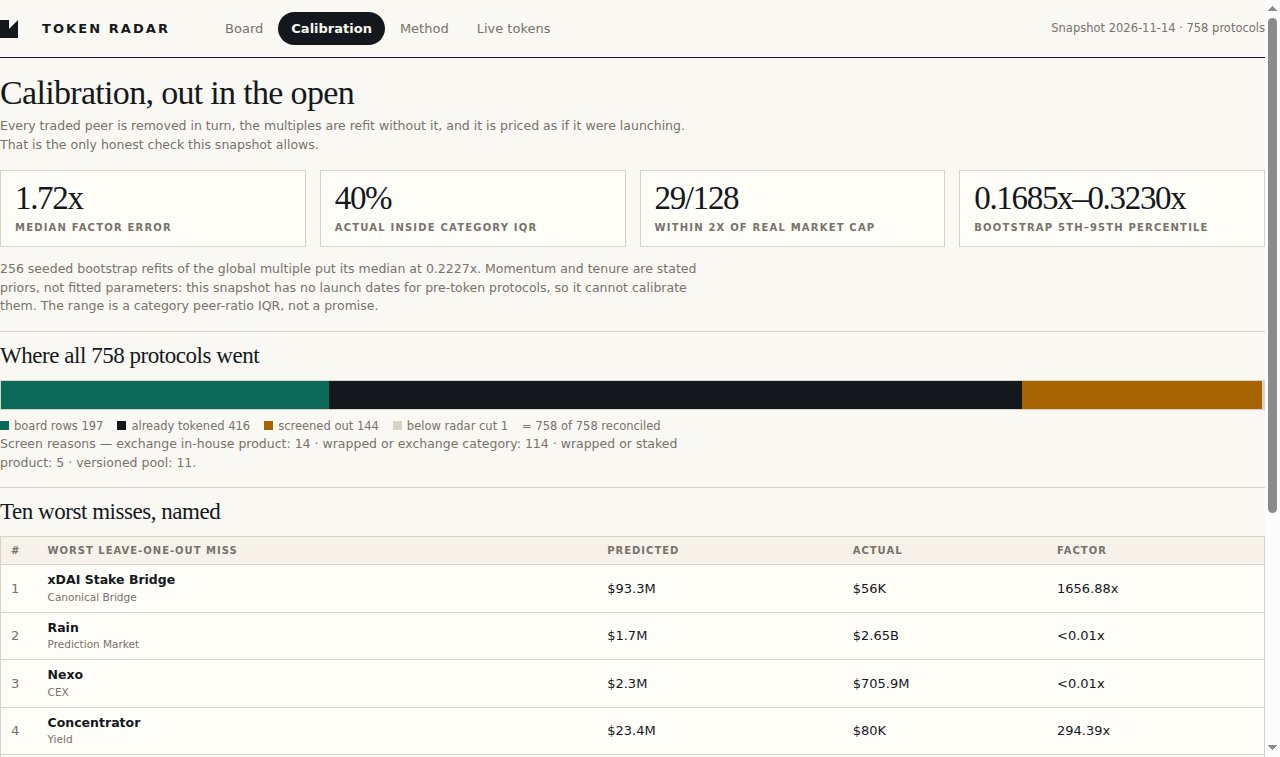 TOKEN RADAR Board Calibration Method Live tokens Snapshot 2026-11-14 · 758 protocols
Calibration, out in the open
Every traded peer is removed in turn, the multiples are refit without it, and it is priced as if it were launching.
That is the only honest check this snapshot allows.
1.72x 40% 29/128 0.1685x–0.3230x
MEDIAN FACTOR ERROR ACTUAL INSIDE CATEGORY IQR WITHIN 2X OF REAL MARKET CAP BOOTSTRAP 5TH–95TH PERCENTILE
256 seeded bootstrap refits of the global multiple put its median at 0.2227x. Momentum and tenure are stated
priors, not fitted parameters: this snapshot has no launch dates for pre-token protocols, so it cannot calibrate
them. The range is a category peer-ratio IQR, not a promise.
Where all 758 protocols went
board rows 197 already tokened 416 screened out 144 below radar cut 1 = 758 of 758 reconciled
Screen reasons — exchange in-house product: 14 · wrapped or exchange category: 114 · wrapped or staked
product: 5 · versioned pool: 11.
Ten worst misses, named
# WORST LEAVE-ONE-OUT MISS PREDICTED ACTUAL FACTOR
1 xDAI Stake Bridge $93.3M $56K 1656.88x
Canonical Bridge
2 Rain $1.7M $2.65B <0.01x
Prediction Market
3 Nexo $2.3M $705.9M <0.01x
CEX
4 Concentrator $23.4M $80K 294.39x
Yield